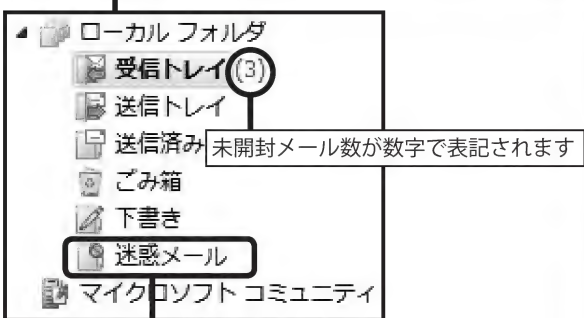 ローカル フォルダ
受信トレイ (3)
送信トレイ
送信済み
未開封メール数が数字で表記されます
ごみ箱
下書き
迷惑メール
マイクロソフト コミュニティ